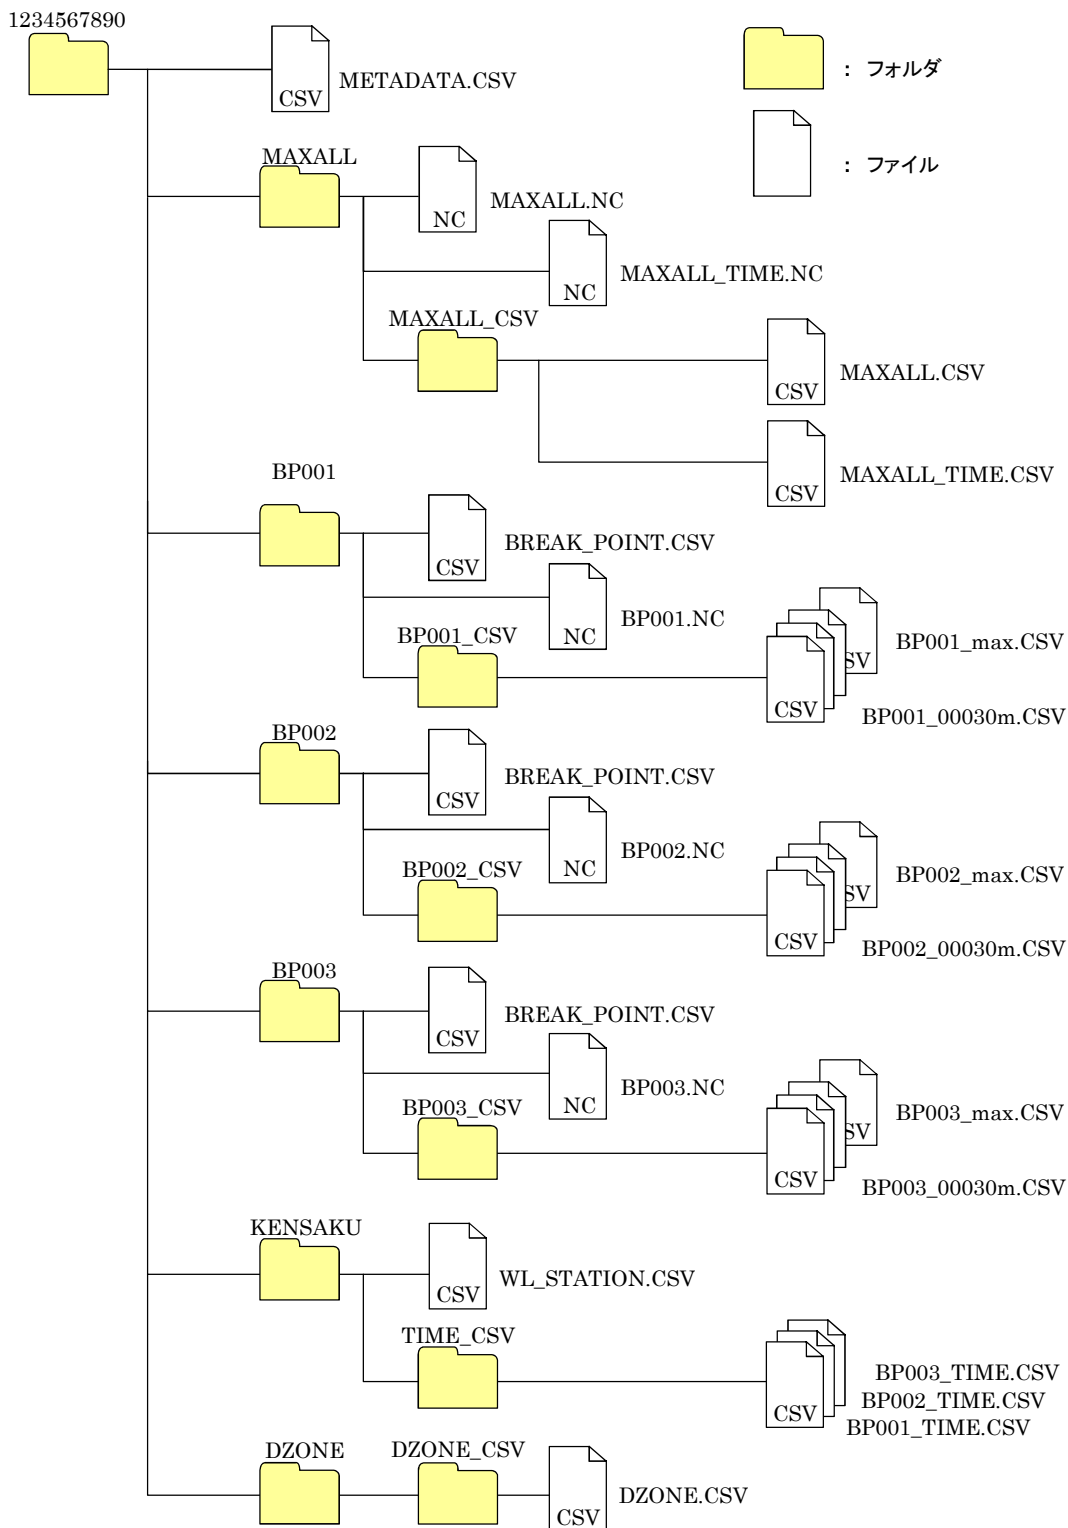 1234567890
CSV
METADATA.CSV
: フォルダ
: ファイル
MAXALL
NC
MAXALL.NC
NC
MAXALL_TIME.NC
MAXALL_CSV
CSV
MAXALL.CSV
CSV
MAXALL_TIME.CSV
BP001
CSV
BREAK_POINT.CSV
NC
BP001.NC
BP001_CSV
SV
BP001_max.CSV
CSV
BP001_00030m.CSV
BP002
CSV
BREAK_POINT.CSV
NC
BP002.NC
BP002_CSV
SV
BP002_max.CSV
CSV
BP002_00030m.CSV
BP003
CSV
BREAK_POINT.CSV
NC
BP003.NC
BP003_CSV
SV
BP003_max.CSV
CSV
BP003_00030m.CSV
KENSAKU
CSV
WL_STATION.CSV
TIME_CSV
CSV
BP003_TIME.CSV
BP002_TIME.CSV
BP001_TIME.CSV
DZONE
DZONE_CSV
CSV
DZONE.CSV